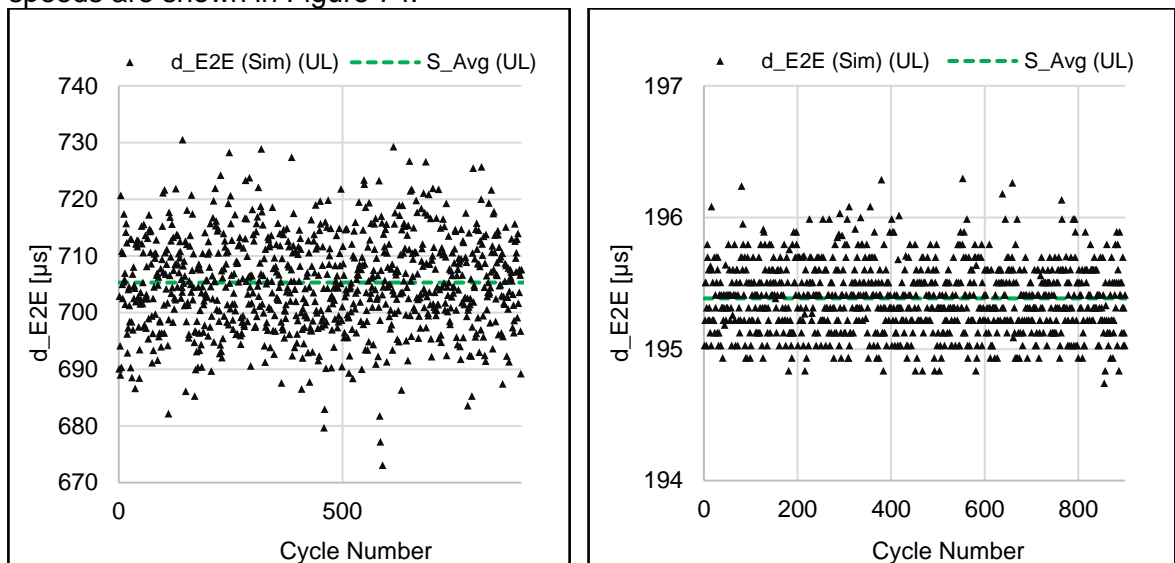 speeds are shown in Figure
d_E2E (Sim) (UL) S_Avg (UL)
740
730
720
710
700
690
680
670
d_E2E [µs]
0 500
Cycle Number
d_E2E (Sim) (UL) S_Avg (UL)
197
196
195
194
d_E2E [µs]
0 200 400 600 800
Cycle Number